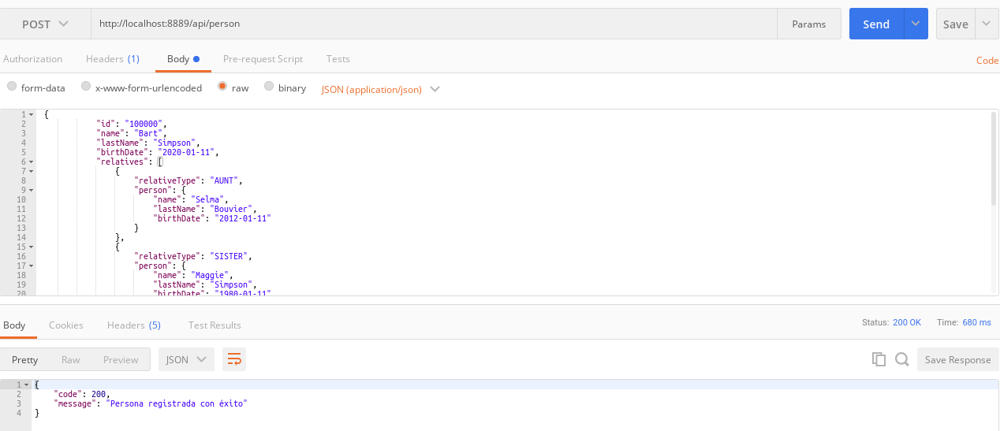 POST http://localhost:8889/api/person Params Send Save
Authorization Headers (1) Body Pre-request Script Tests Code
form-data x-www-form-urlencoded raw binary JSON (application/json)
1 {
2 "id": "100000",
3 "name": "Bart",
4 "lastName": "Simpson",
5 "birthDate": "2020-01-11",
6 "relatives": [
7 {
8 "relativeType": "AUNT",
9 "person": {
10 "name": "Selma",
11 "lastName": "Bouvier",
12 "birthDate": "2012-01-11"
13 }
14 },
15 {
16 "relativeType": "SISTER",
17 "person": {
18 "name": "Maggie",
19 "lastName": "Simpson",
20 "birthDate": "1980-01-11"
Body Cookies Headers (5) Test Results Status: 200 OK Time: 680 ms
Pretty Raw Preview JSON Save Response
1 {
2 "code": 200,
3 "message": "Persona registrada con éxito"
4 }